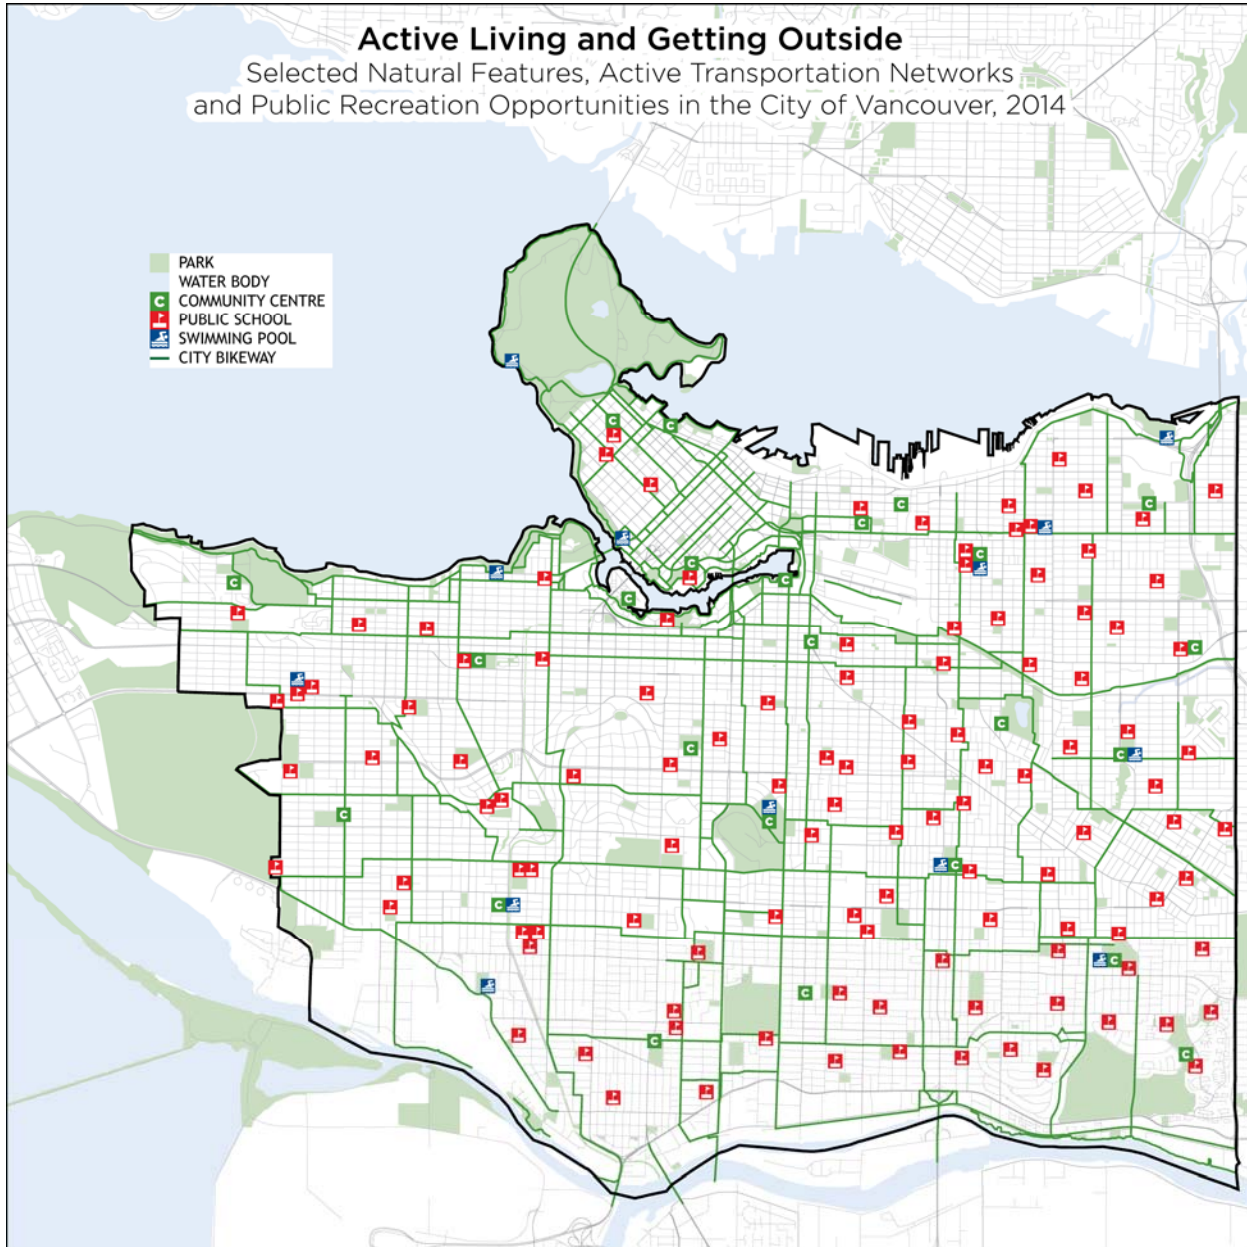 Active Living and Getting Outside
Selected Natural Features, Active Transportation Networks
and Public Recreation Opportunities in the City of Vancouver, 2014
PARK
WATER BODY
C COMMUNITY CENTRE
PUBLIC SCHOOL
SWIMMING POOL
CITY BIKEWAY